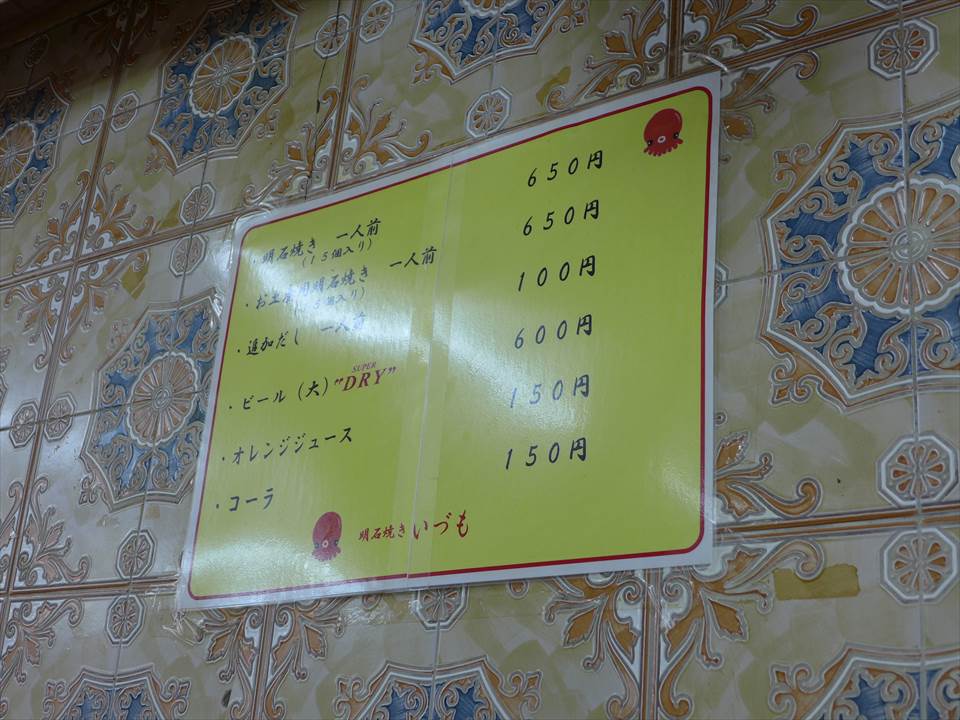 ・明石焼き 一人前 650円
(15個入り)
・お土産用明石焼き 一人前 650円
個入り)
・追加だし 一人前 100円
・ビール(大)"SUPER DRY" 600円
・オレンジジュース 150円
・コーラ 150円
明石焼き いづも